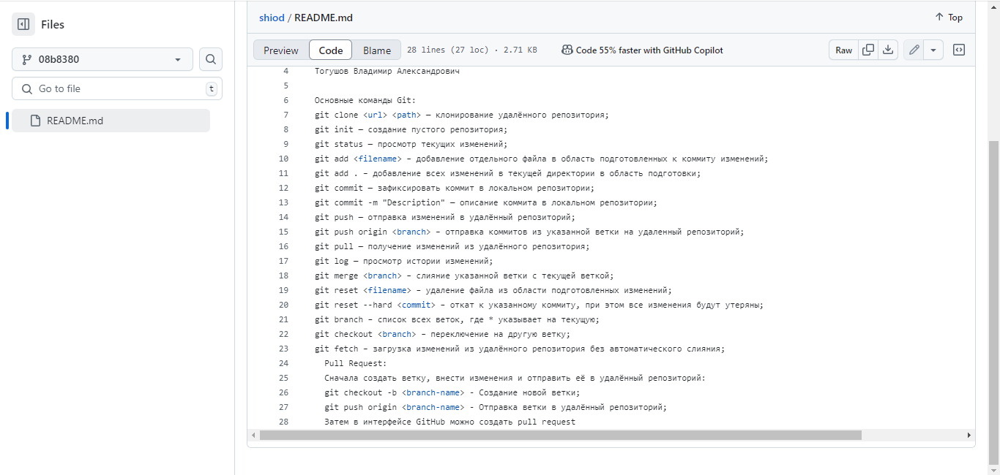 Files
08b8380
Go to file
t
README.md
shiod / README.md
Top
Preview
Code
Blame
28 lines (27 loc) · 2.71 KB
Code 55% faster with GitHub Copilot
Raw
4 Тогушов Владимир Александрович
5
6 Основные команды Git:
7 git clone <url> <path> — клонирование удалённого репозитория;
8 git init — создание пустого репозитория;
9 git status — просмотр текущих изменений;
10 git add <filename> – добавление отдельного файла в область подготовленных к коммиту изменений;
11 git add . – добавление всех изменений в текущей директории в область подготовки;
12 git commit — зафиксировать коммит в локальном репозитории;
13 git commit -m "Description" — описание коммита в локальном репозитории;
14 git push — отправка изменений в удалённый репозиторий;
15 git push origin <branch> – отправка коммитов из указанной ветки на удаленный репозиторий;
16 git pull — получение изменений из удалённого репозитория;
17 git log — просмотр истории изменений;
18 git merge <branch> – слияние указанной ветки с текущей веткой;
19 git reset <filename> – удаление файла из области подготовленных изменений;
20 git reset --hard <commit> – откат к указанному коммиту, при этом все изменения будут утеряны;
21 git branch – список всех веток, где * указывает на текущую;
22 git checkout <branch> – переключение на другую ветку;
23 git fetch – загрузка изменений из удалённого репозитория без автоматического слияния;
24 Pull Request:
25 Сначала создать ветку, внести изменения и отправить её в удалённый репозиторий:
26 git checkout -b <branch-name> - Создание новой ветки;
27 git push origin <branch-name> - Отправка ветки в удалённый репозиторий;
28 Затем в интерфейсе GitHub можно создать pull request